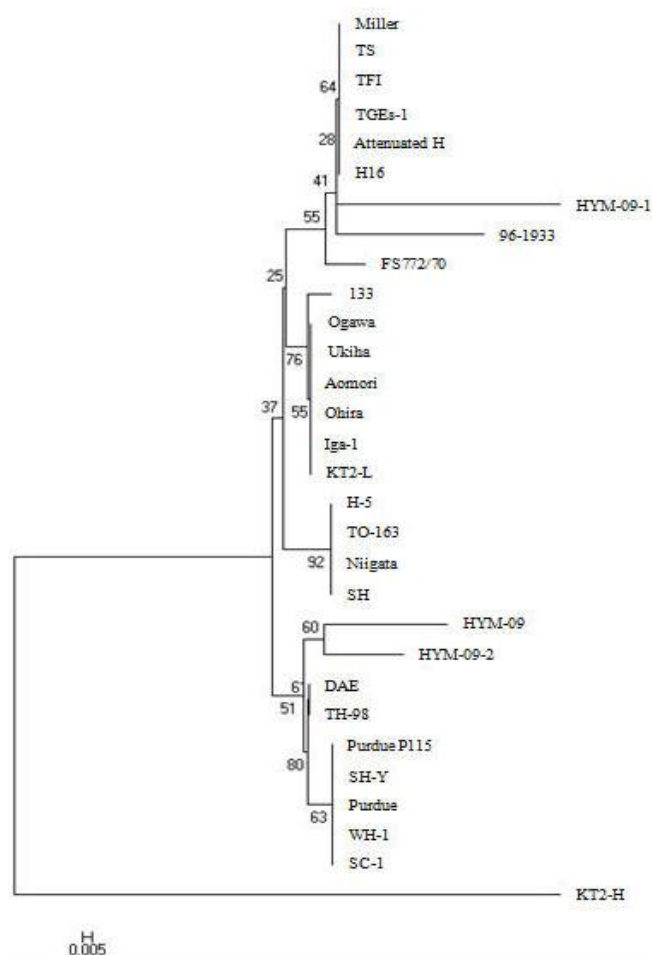 Miller
TS
TFI
64
TGEs-1
28
Attenuated H
H16
41
HYM-09-1
55
96-1933
FS772/70
25
133
Ogawa
Ukiha
76
Aomori
37
55
Ohira
Iga-1
KT2-L
H-5
TO-163
92
Niigata
SH
60
HYM-09
HYM-09-2
61
DAE
51
TH-98
Purdue P115
80
SH-Y
Purdue
63
WH-1
SC-1
KT2-H
0.005